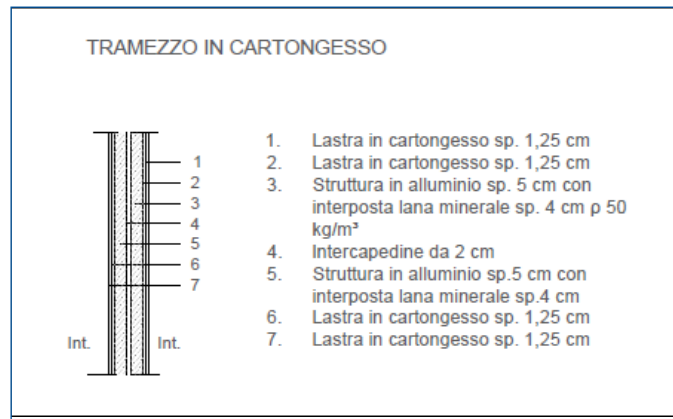 TRAMEZZO IN CARTONGESSO
1
2
3
4
5
6
7
Int.
Int.
1. Lastra in cartongesso sp. 1,25 cm
2. Lastra in cartongesso sp. 1,25 cm
3. Struttura in alluminio sp. 5 cm con
interposta lana minerale sp. 4 cm ρ 50
kg/m³
4. Intercapedine da 2 cm
5. Struttura in alluminio sp.5 cm con
interposta lana minerale sp.4 cm
6. Lastra in cartongesso sp. 1,25 cm
7. Lastra in cartongesso sp. 1,25 cm